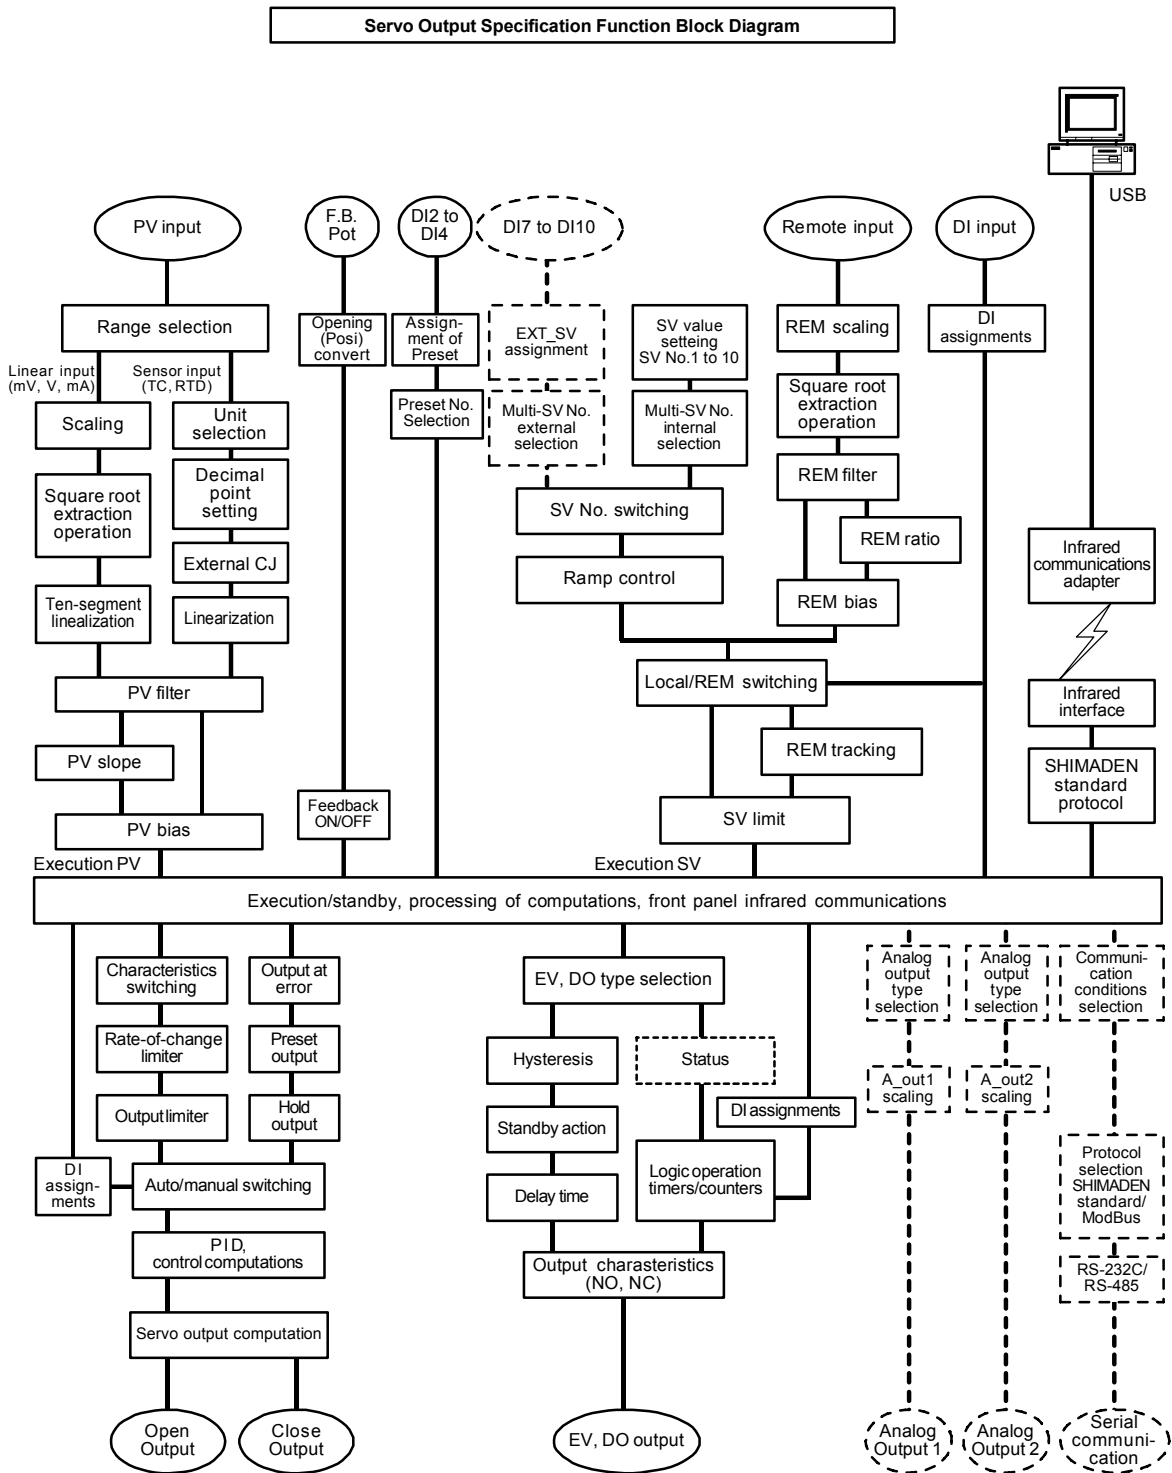 Servo Output Specification Function Block Diagram
USB
PV input
F.B.
Pot
DI2 to
DI4
DI7 to DI10
Remote input
DI input
Range selection
Opening
(Posi)
convert
Assign-
ment of
Preset
EXT_SV
assignment
SV value
setteing
SV No.1 to 10
REM scaling
DI
assignments
Linear input
(mV, V, mA)
Sensor input
(TC, RTD)
Scaling
Unit
selection
Preset No.
Selection
Multi-SV No.
external
selection
Multi-SV No.
internal
selection
Square root
extraction
operation
Square root
extraction
operation
Decimal
point
setting
SV No. switching
REM filter
REM ratio
External CJ
Ramp control
Infrared
communications
adapter
Ten-segment
linealization
Linearization
REM bias
PV filter
Local/REM switching
Infrared
interface
PV slope
REM tracking
SHIMADEN
standard
protocol
PV bias
Feedback
ON/OFF
SV limit
Execution PV
Execution SV
Execution/standby, processing of computations, front panel infrared communications
Characteristics
switching
Output at
error
EV, DO type selection
Analog
output
type
selection
Analog
output
type
selection
Communi-
cation
conditions
selection
Rate-of-change
limiter
Preset
output
Hysteresis
Status
A_out1
scaling
A_out2
scaling
Output limiter
Hold
output
Standby action
DI assignments
DI
assign-
ments
Auto/manual switching
Delay time
Logic operation
timers/counters
Protocol
selection
SHIMADEN
standard/
ModBus
PID,
control computations
Output charasteristics
(NO, NC)
RS-232C/
RS-485
Servo output computation
Open
Output
Close
Output
EV, DO output
Analog
Output 1
Analog
Output 2
Serial
communi-
cation